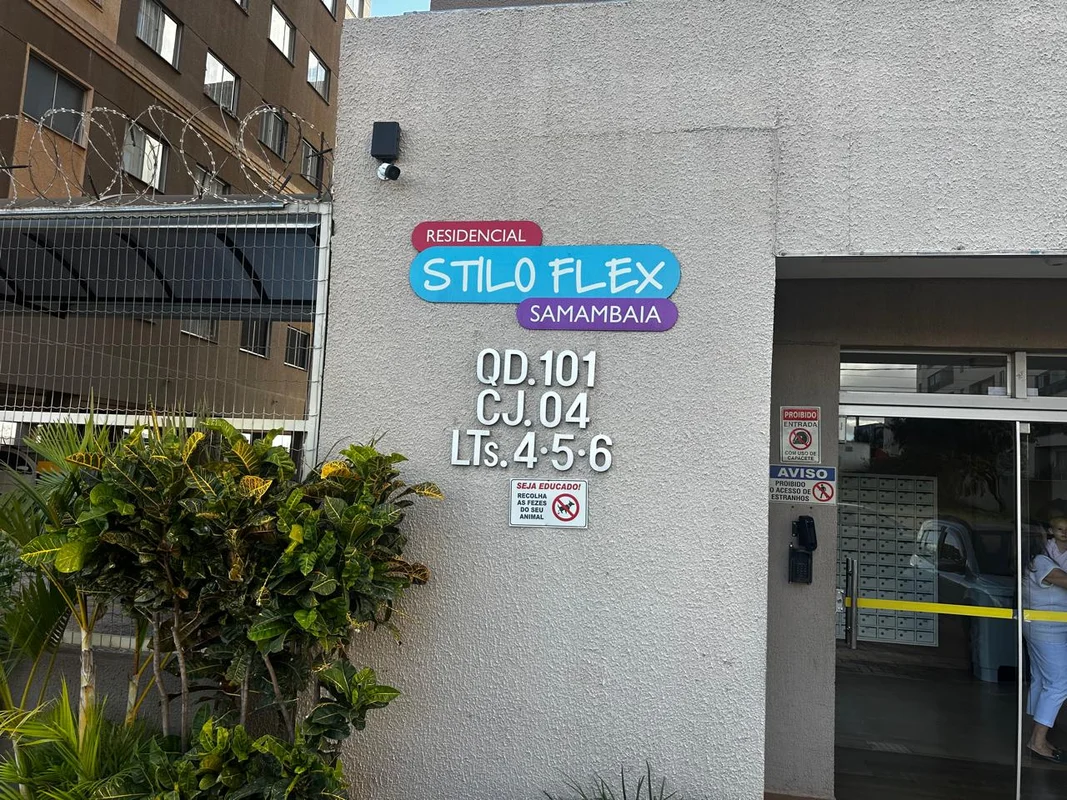 RESIDENCIAL
STILO FLEX
SAMAMBAIA
QD. 101
CJ. 04
LTs. 4·5·6
SEJA EDUCADO!
RECOLHA
AS FEZES
DO SEU
ANIMAL
PROIBIDO
ENTRADA
COM USO DE
CAPACETE
AVISO
PROIBIDO
O ACESSO DE
ESTRANHOS